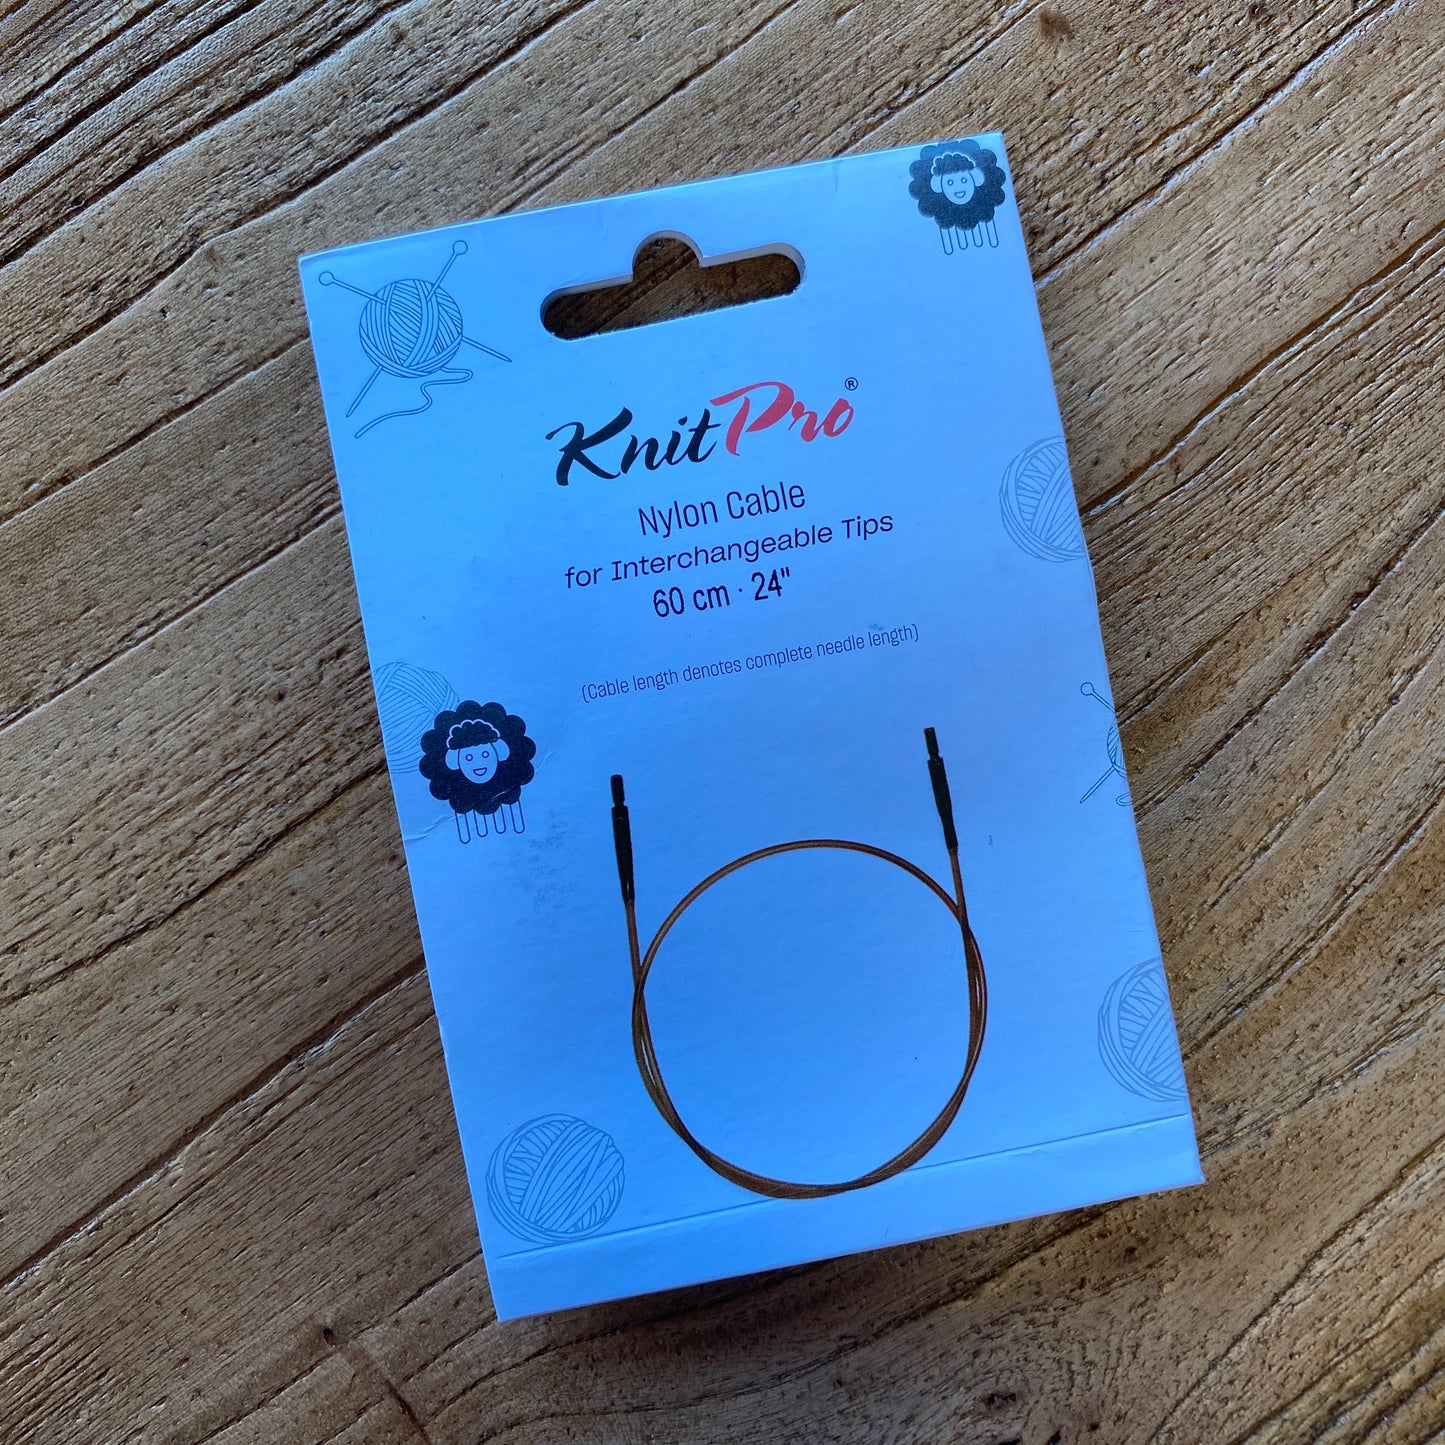 KnitPro®
Nylon Cable
for Interchangeable Tips
60 cm · 24"
(Cable length denotes complete needle length)